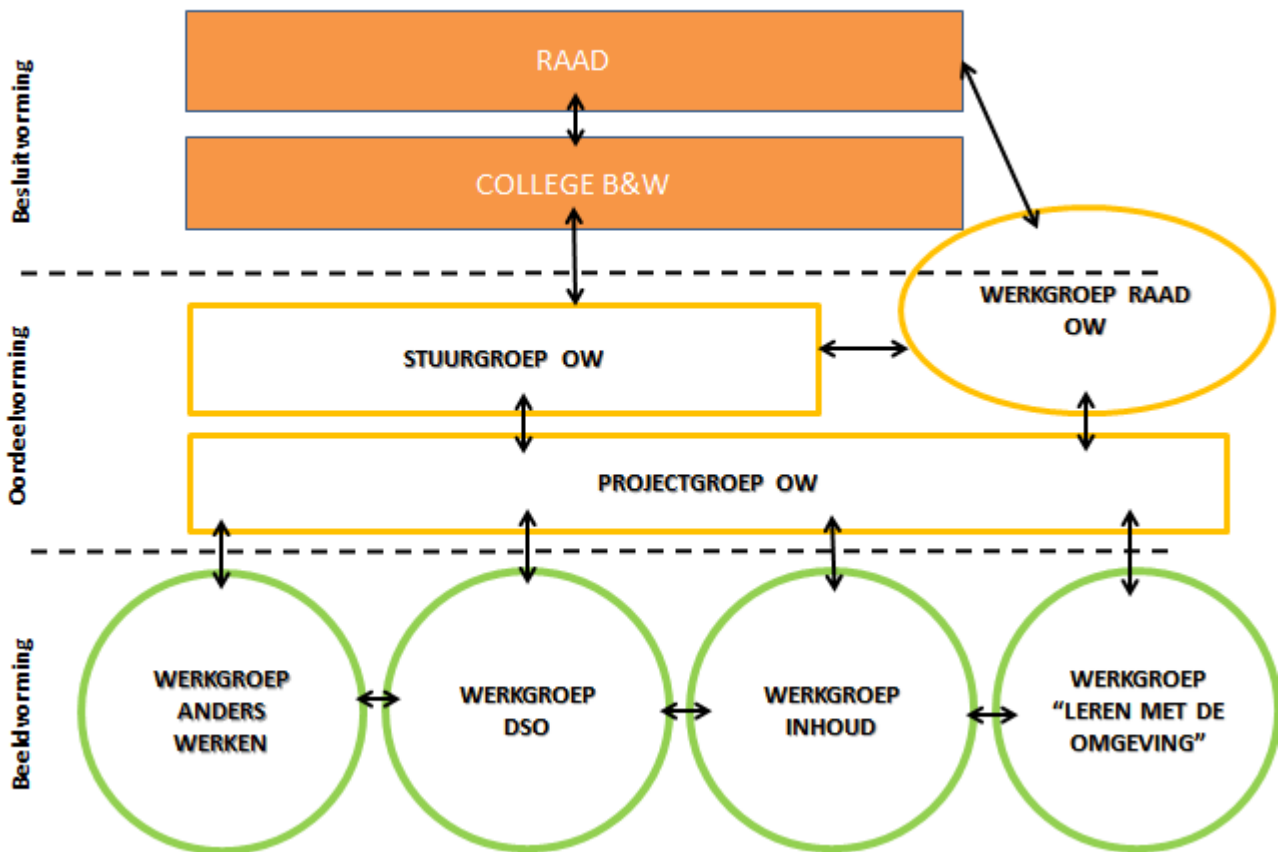 Besluitvorming
RAAD
COLLEGE B&W
WERKGROEP RAAD
OW
Oordeelvorming
STUURGROEP OW
PROJECTGROEP OW
Beeldvorming
WERKGROEP
ANDERS
WERKEN
WERKGROEP
DSO
WERKGROEP
INHOUD
WERKGROEP
“LEREN MET DE
OMGEVING”